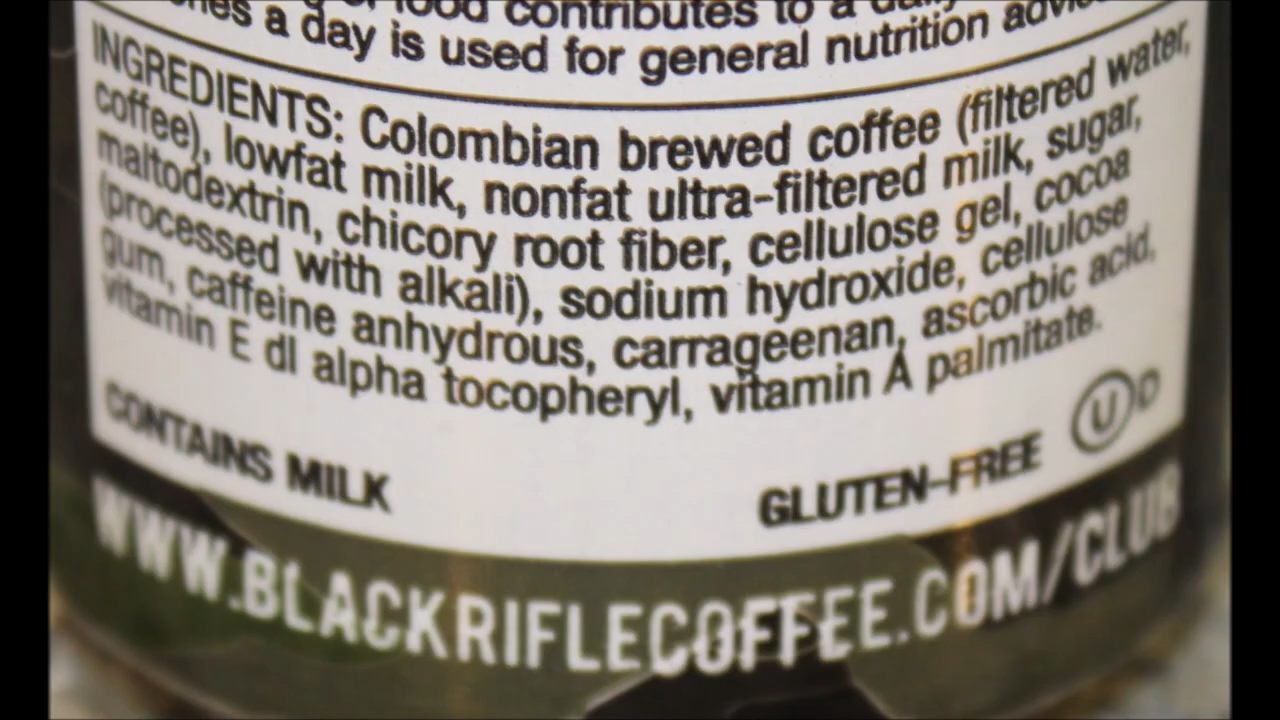 food contributes to a
a day is used for general nutrition
INGREDIENTS: Colombian brewed coffee (filtered water,
coffee), lowfat milk, nonfat ultra-filtered milk, sugar,
maltodextrin, chicory root fiber, cellulose gel, cocoa
(processed with alkali), sodium hydroxide, cellulose
gum, caffeine anhydrous, carrageenan, ascorbic acid,
vitamin E dl alpha tocopheryl, vitamin A palmitate.
CONTAINS MILK
GLUTEN-FREE U D
WWW.BLACKRIFLECOFFEE.COM/CLUB